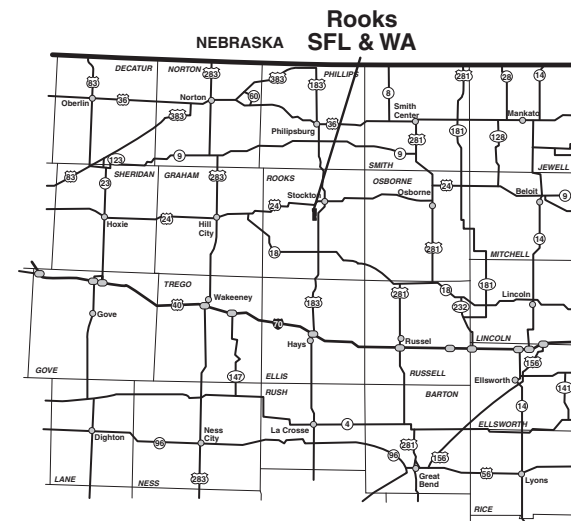 Rooks
NEBRASKA SFL & WA
DECATUR NORTON PHILLIPS
83 283 383 183 281 28 14
Oberlin 36 Norton 60 8 Smith Center Mankato
383 Philipsburg 36 281 181 128
123 9 9 SMITH JEWELL
83 23 SHERIDAN GRAHAM 283 ROOKS OSBORNE 24
Stockton Osborne Beloit 9
24
Hoxie 24 Hill City
18 281 14
MITCHELL
TREGO 183 281 18 181
Wakeeney 232 Lincoln
Gove 40 70
Hays Russel LINCOLN
156
GOVE 147 ELLIS RUSSELL Ellsworth 141
RUSH BARTON 14
La Crosse 4 ELLSWORTH
Dighton 96 Ness City 281
96 156
Great Bend 56 Lyons
LANE NESS 283
RICE